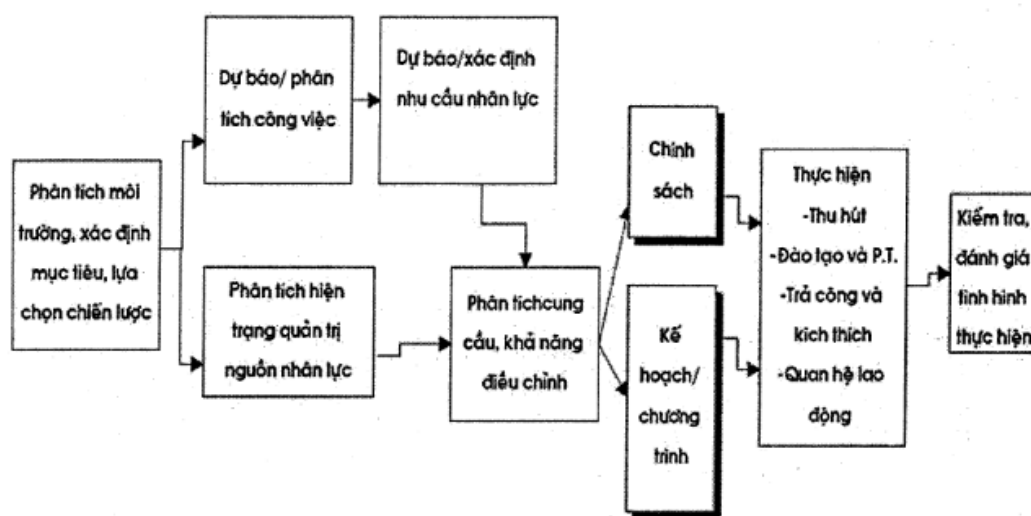 Phân tích môi
trường, xác định
mục tiêu, lựa
chọn chiến lược
Dự báo/ phân
tích công việc
Dự báo/xác định
nhu cầu nhân lực
Phân tích hiện
trạng quản trị
nguồn nhân lực
Phân tíchcung
cầu, khả năng
điều chỉnh
Chính
sách
Kế
hoạch/
chương
trình
Thực hiện
-Thu hút
-Đào tạo và P.T.
-Trả công và
kích thích
-Quan hệ lao
động
Kiểm tra,
đánh giá
tình hình
thực hiện